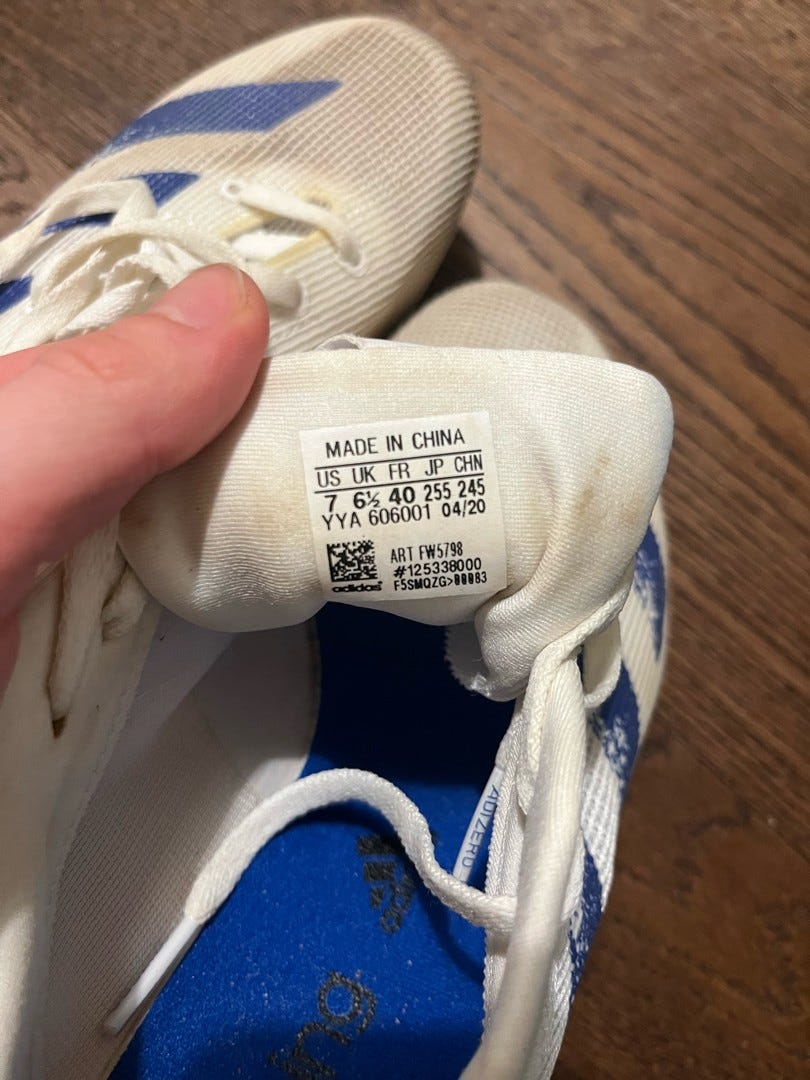 MADE IN CHINA
US UK FR JP CHN
7 6½ 40 255 245
YYA 606001 04/20
ART FW5798
#125338000
F5SMQZG>00083
adidas
ADIZERO